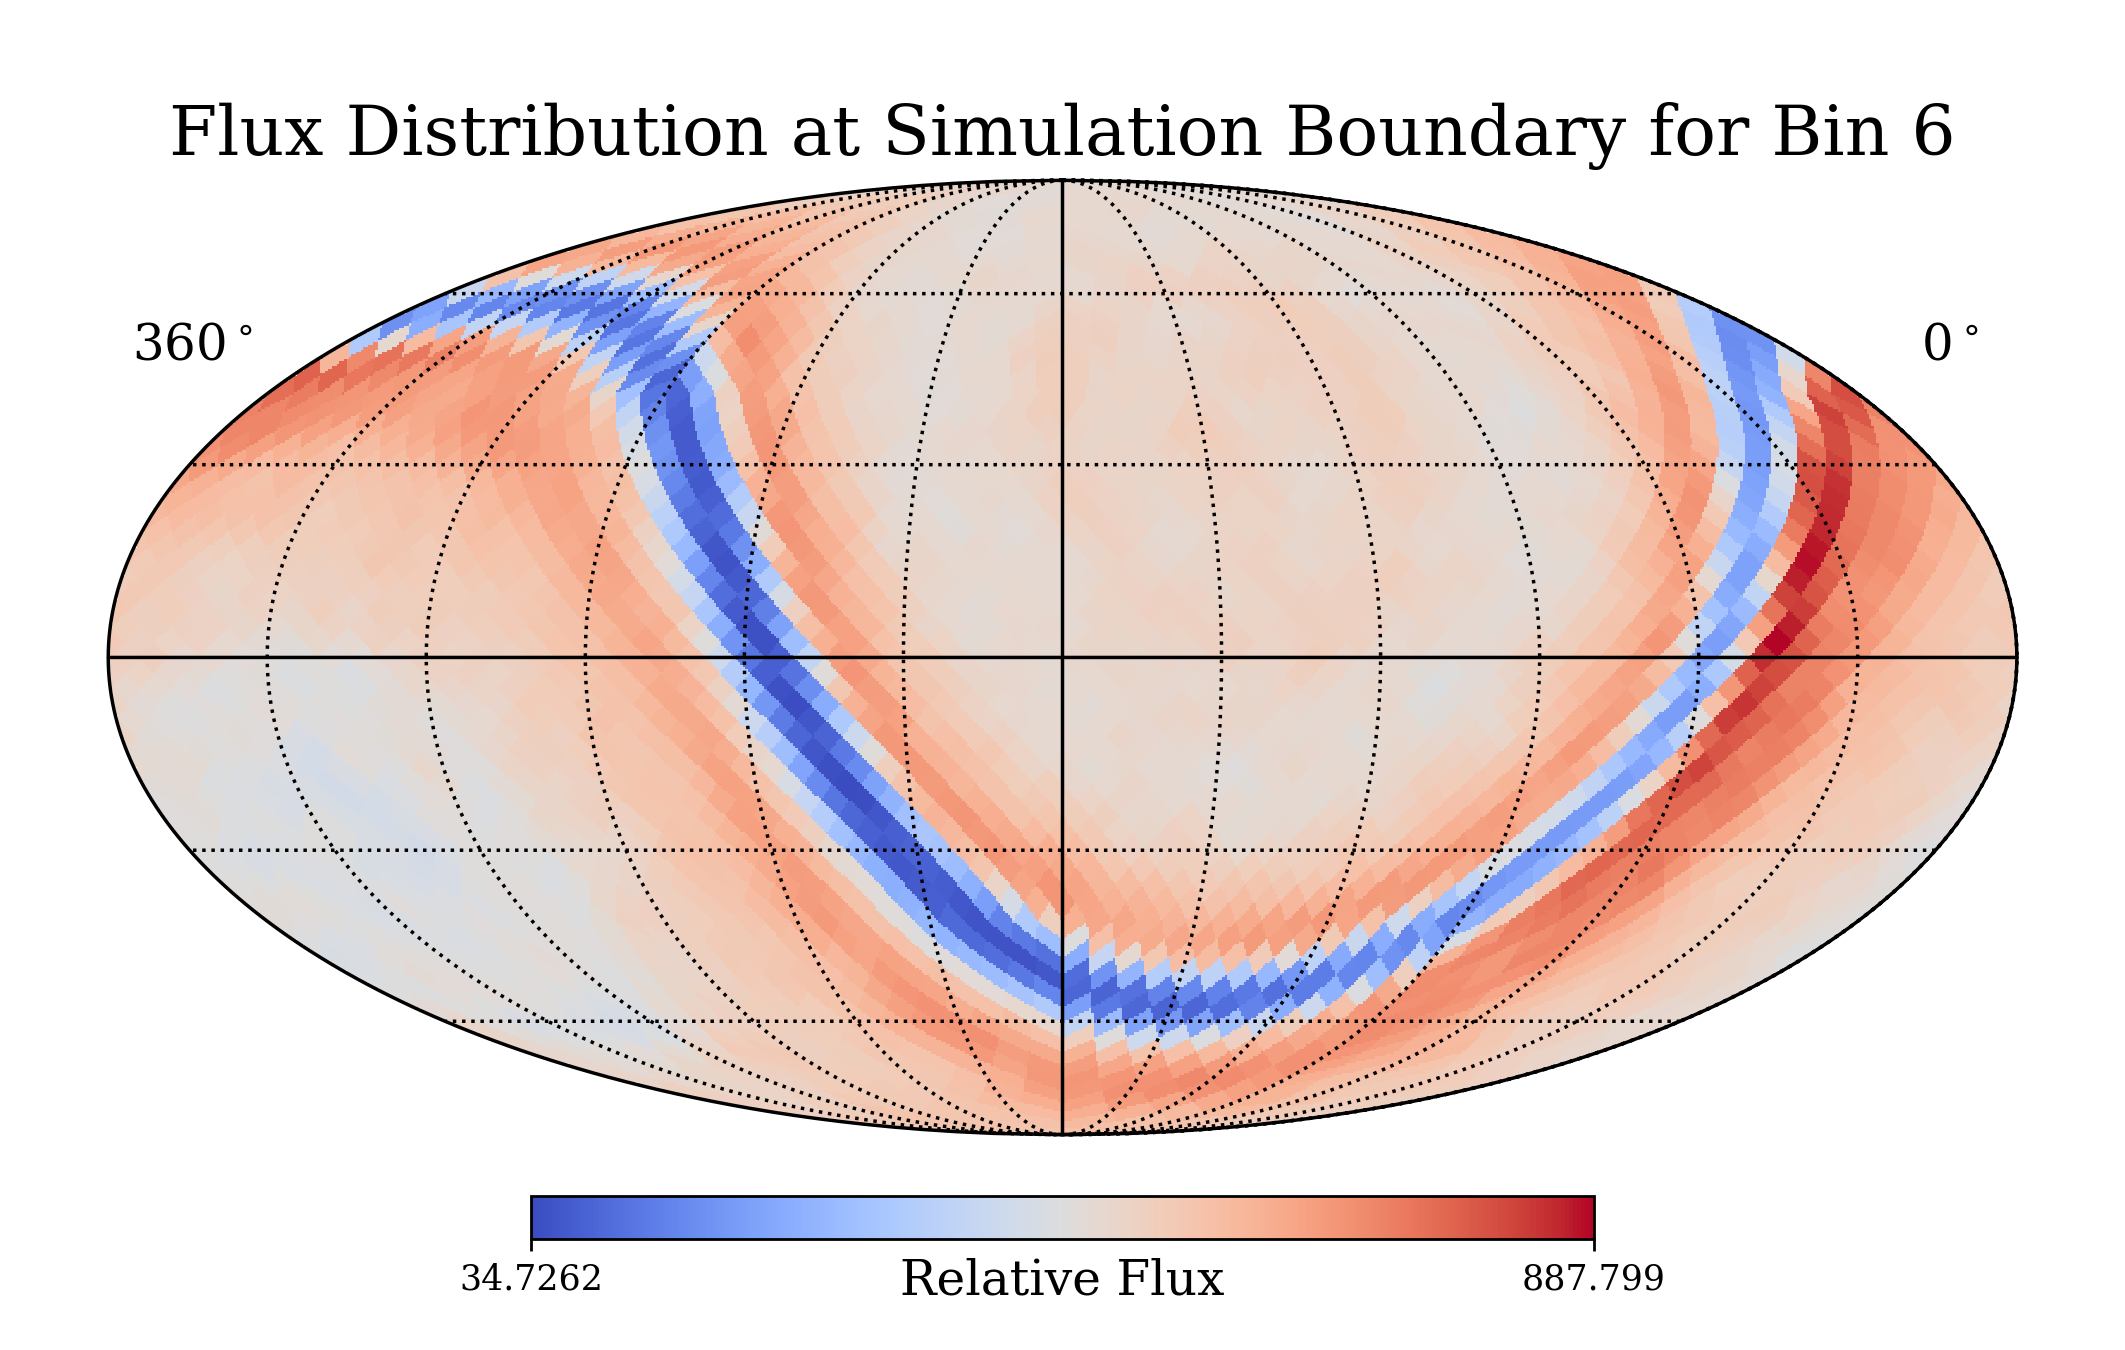 Flux Distribution at Simulation Boundary for Bin 6
360°
0°
34.7262
Relative Flux
887.799